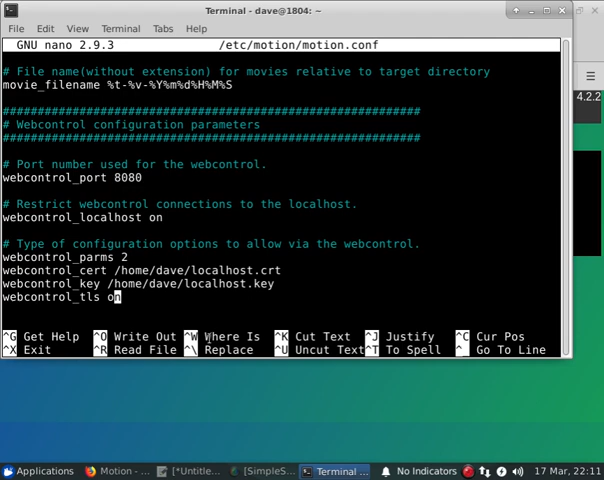 Terminal - dave@1804: ~
File Edit View Terminal Tabs Help
GNU nano 2.9.3 /etc/motion/motion.conf
# File name(without extension) for movies relative to target directory
movie_filename %t-%v-%Y%m%d%H%M%S
##############################################################
# Webcontrol configuration parameters
##############################################################
# Port number used for the webcontrol.
webcontrol_port 8080
# Restrict webcontrol connections to the localhost.
webcontrol_localhost on
# Type of configuration options to allow via the webcontrol.
webcontrol_parms 2
webcontrol_cert /home/dave/localhost.crt
webcontrol_key /home/dave/localhost.key
webcontrol_tls on
^G Get Help ^O Write Out ^W Where Is ^K Cut Text ^J Justify ^C Cur Pos
^X Exit ^R Read File ^\ Replace ^U Uncut Text ^T To Spell ^_ Go To Line
4.2.2
Applications Motion - ... [*Untitle... [SimpleS... Terminal ... No Indicators 17 Mar, 22:11